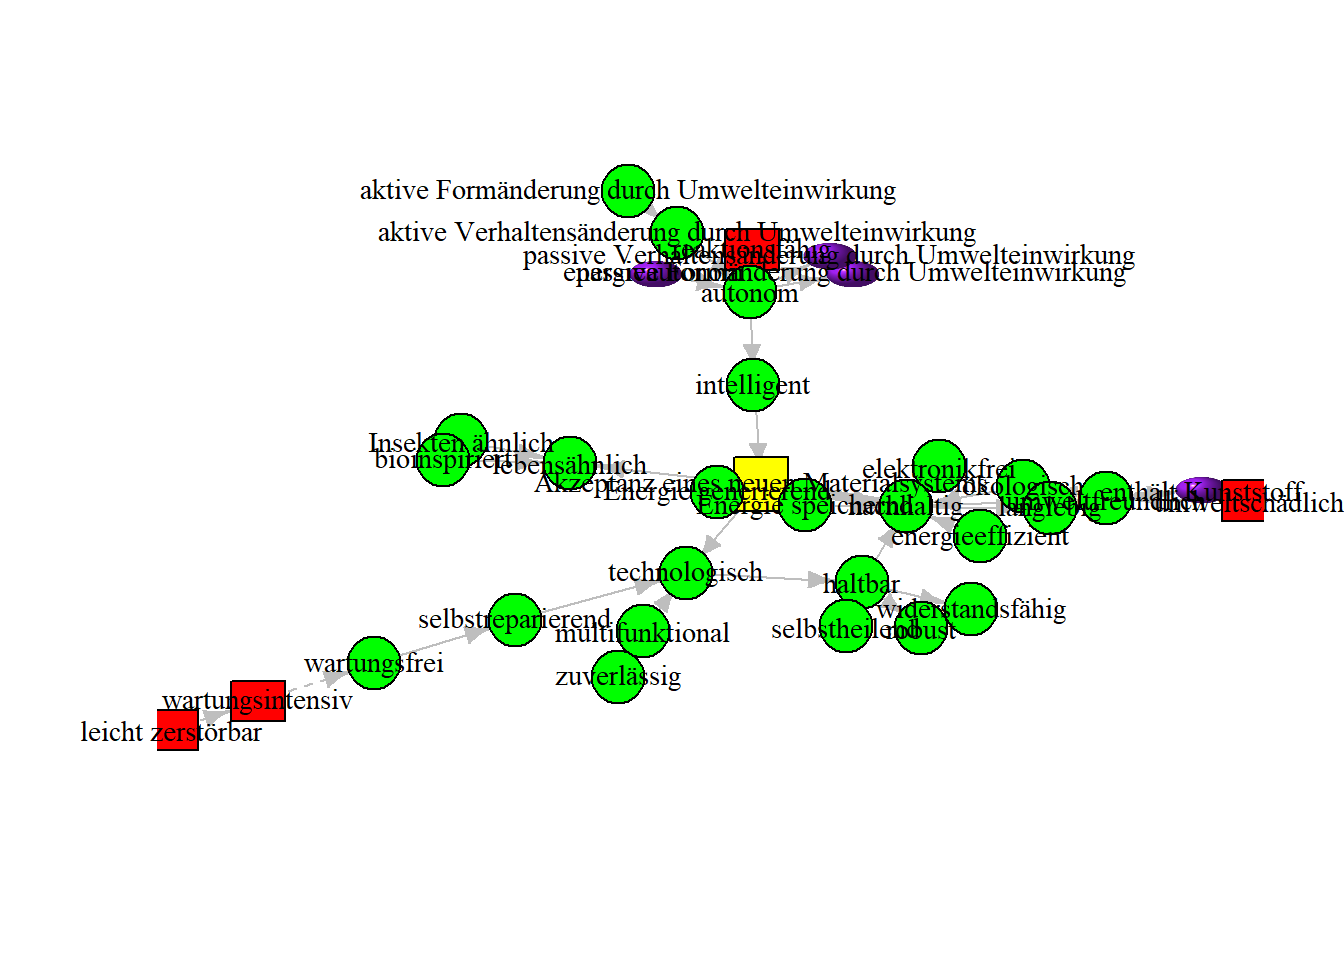 aktive Formänderung durch Umwelteinwirkung
aktive Verhaltensänderung durch Umwelteinwirkung
reaktionsfähig
passive Verhaltensänderung durch Umwelteinwirkung
energieautonom
passive Formänderung durch Umwelteinwirkung
autonom
intelligent
Insekten ähnlich
bioinspiriert
lebensähnlich
elektronikfrei
Akzeptanz eines neuen Materialsystems
ökologisch
Energie generierend
enthält Kunststoff
umweltfreundlich
umweltschädlich
Energie speichernd
nachhaltig
langlebig
energieeffizient
technologisch
haltbar
widerstandsfähig
selbstreparierend
selbstheilend
robust
multifunktional
wartungsfrei
zuverlässig
wartungsintensiv
leicht zerstörbar